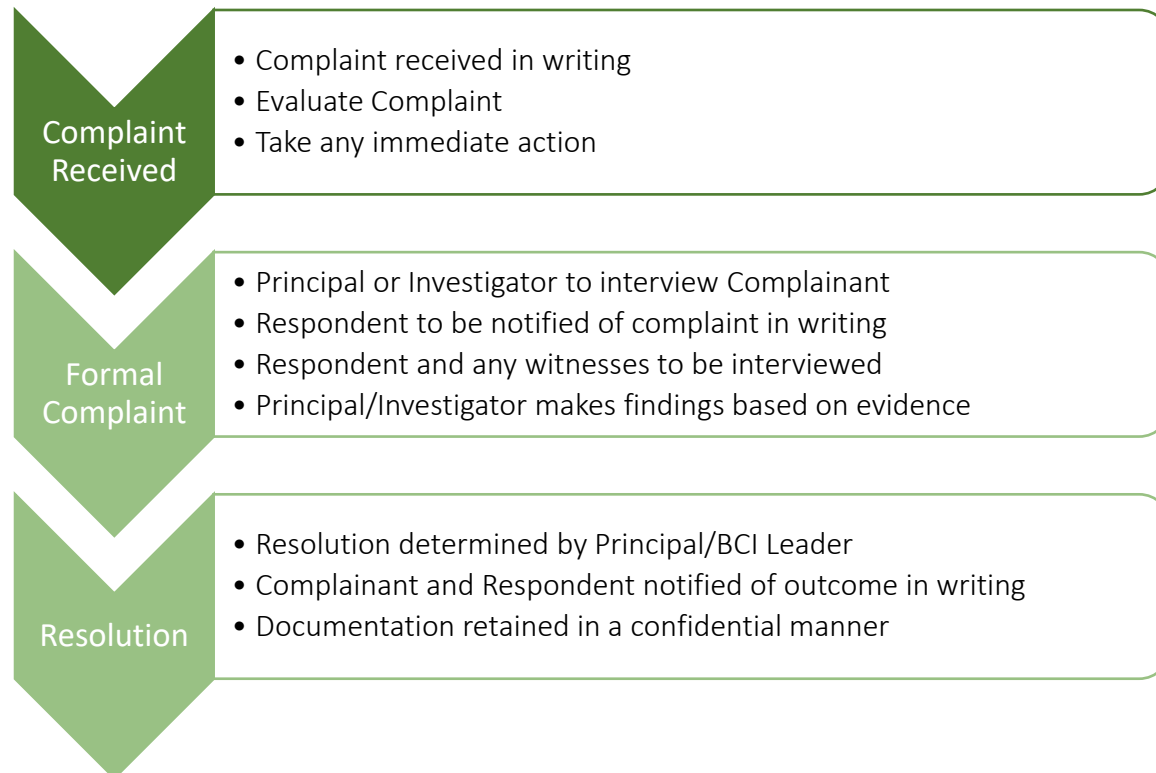 Complaint
Received
• Complaint received in writing
• Evaluate Complaint
• Take any immediate action
Formal
Complaint
• Principal or Investigator to interview Complainant
• Respondent to be notified of complaint in writing
• Respondent and any witnesses to be interviewed
• Principal/Investigator makes findings based on evidence
Resolution
• Resolution determined by Principal/BCI Leader
• Complainant and Respondent notified of outcome in writing
• Documentation retained in a confidential manner